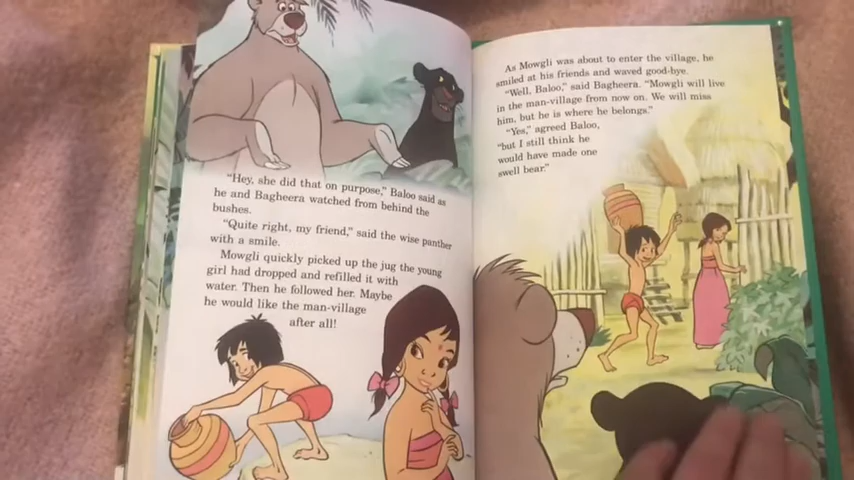 "Hey, she did that on purpose," Baloo said as
he and Bagheera watched from behind the
bushes.
"Quite right, my friend," said the wise panther
with a smile.
Mowgli quickly picked up the jug the young
girl had dropped and refilled it with
water. Then he followed her. Maybe
he would like the man-village
after all!
As Mowgli was about to enter the village, he
smiled at his friends and waved good-bye.
"Well, Baloo," said Bagheera. "Mowgli will live
in the man-village from now on. We will miss
him, but he is where he belongs."
"Yes," agreed Baloo,
"but I still think he
would have made one
swell bear."